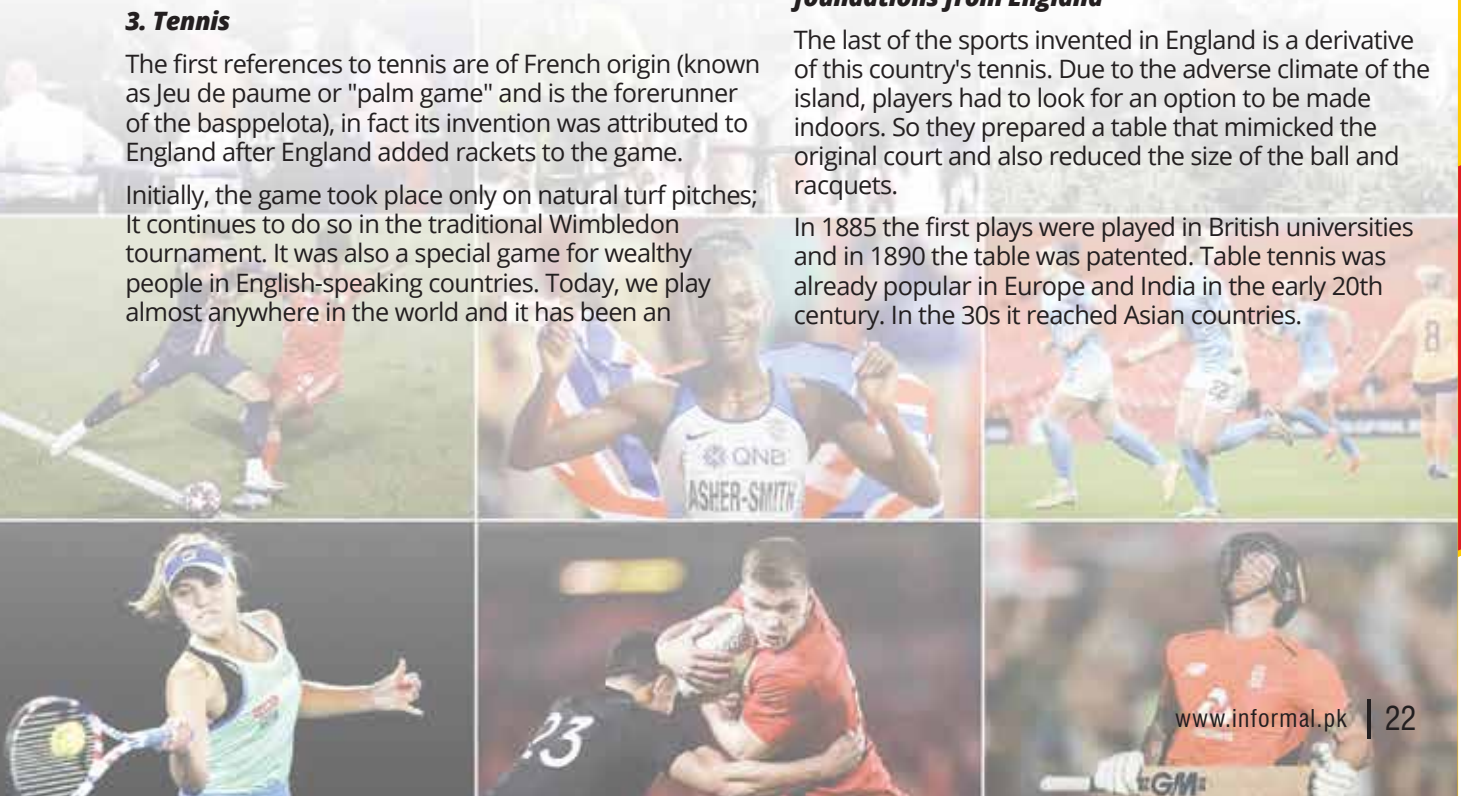 3. Tennis
The first references to tennis are of French origin (known
as Jeu de paume or "palm game" and is the forerunner
of the basppelota), in fact its invention was attributed to
England after England added rackets to the game.
Initially, the game took place only on natural turf pitches;
It continues to do so in the traditional Wimbledon
tournament. It was also a special game for wealthy
people in English-speaking countries. Today, we play
almost anywhere in the world and it has been an
foundations from England
The last of the sports invented in England is a derivative
of this country's tennis. Due to the adverse climate of the
island, players had to look for an option to be made
indoors. So they prepared a table that mimicked the
original court and also reduced the size of the ball and
racquets.
In 1885 the first plays were played in British universities
and in 1890 the table was patented. Table tennis was
already popular in Europe and India in the early 20th
century. In the 30s it reached Asian countries.
8
22
QNB
ASHER-SMITH
23
GM
www.informal.pk | 22